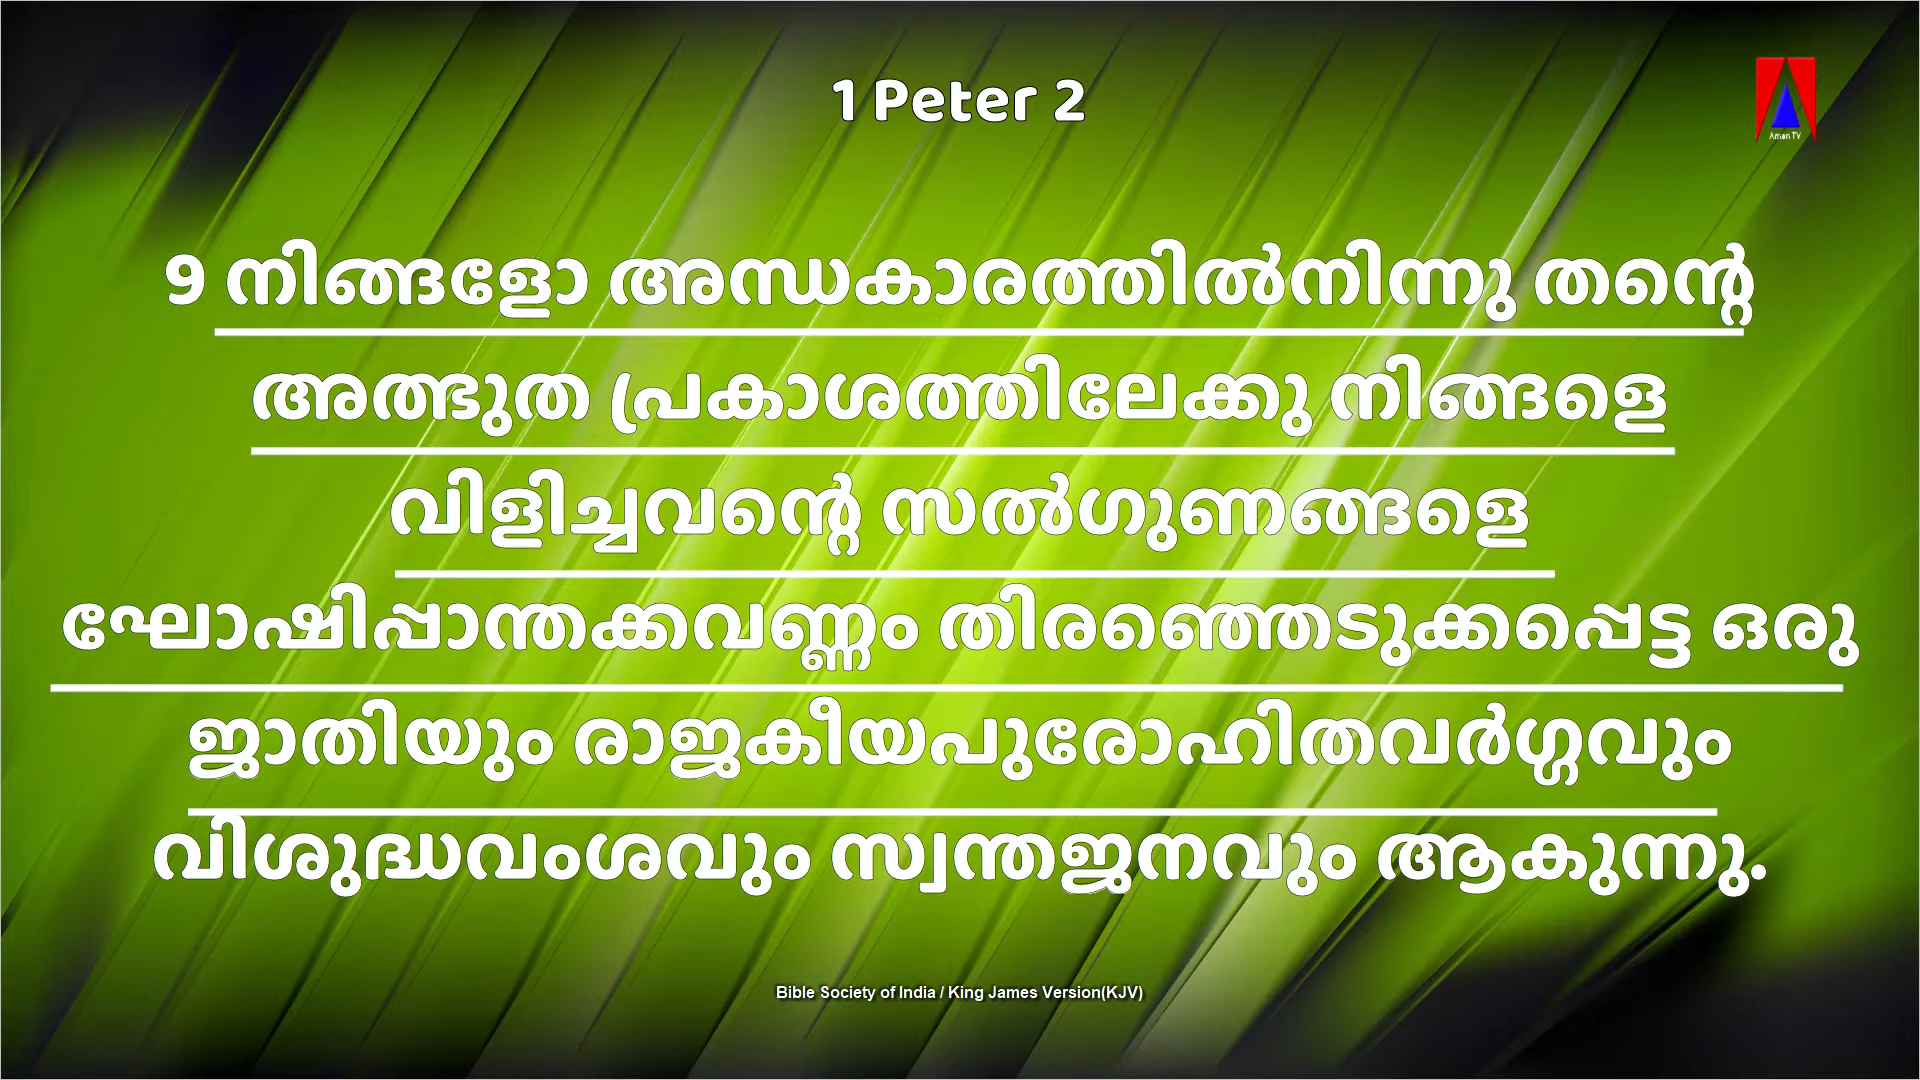 1 Peter 2
Amen TV
9 നിങ്ങളോ അന്ധകാരത്തിൽനിന്നു തന്റെ
അത്ഭുത പ്രകാശത്തിലേക്കു നിങ്ങളെ
വിളിച്ചവന്റെ സൽഗുണങ്ങളെ
ഘോഷിപ്പാന്തക്കവണ്ണം തിരഞ്ഞെടുക്കപ്പെട്ട ഒരു
ജാതിയും രാജകീയപുരോഹിതവർഗ്ഗവും
വിശുദ്ധവംശവും സ്വന്തജനവും ആകുന്നു.
Bible Society of India / King James Version(KJV)